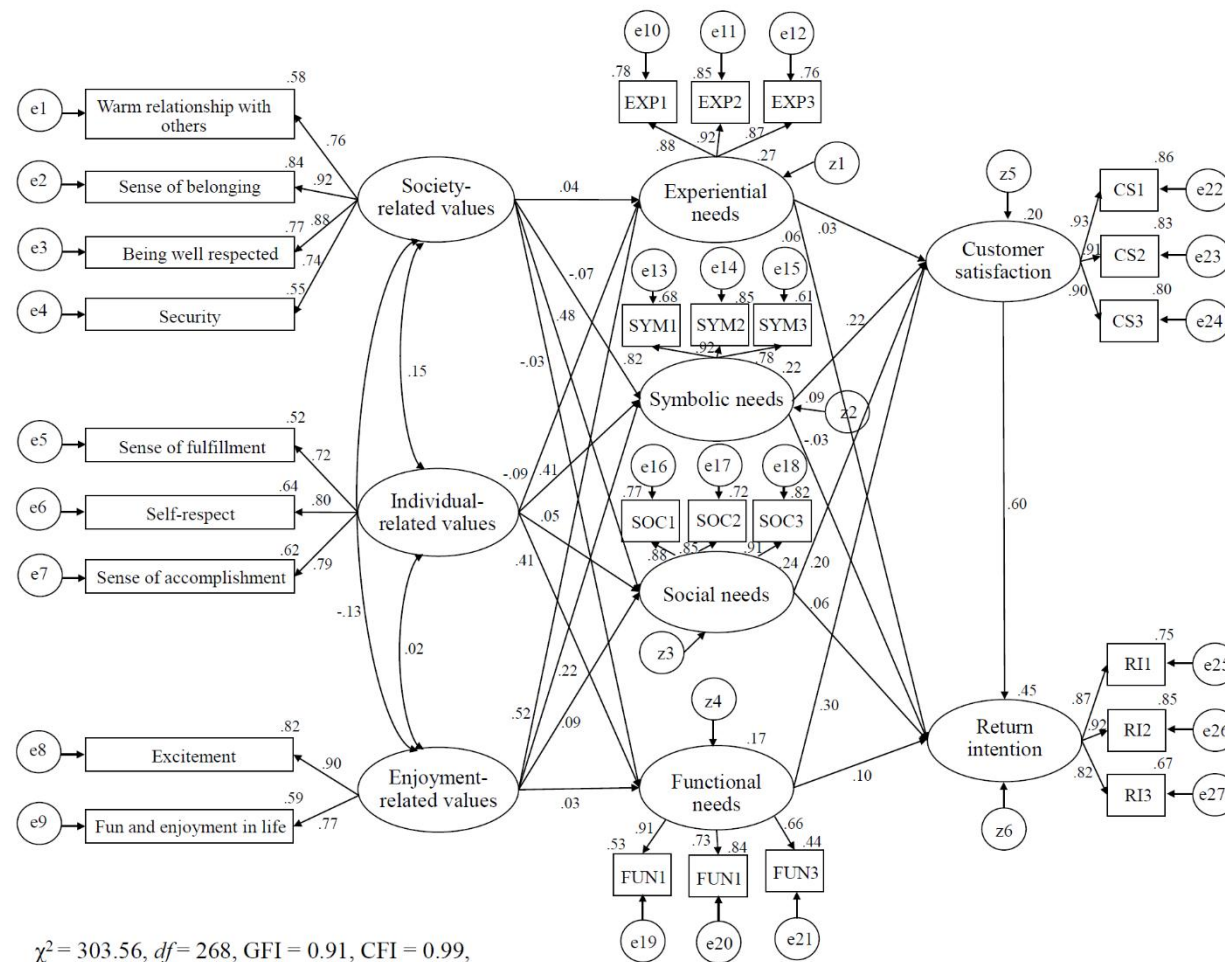 e10
e11
e12
.78
.85
.76
EXP1
EXP2
EXP3
.88
.92
.87
.58
e1
Warm relationship with
others
.76
.84
e2
Sense of belonging
.92
.77
.88
e3
Being well respected
.74
.55
e4
Security
Society-
related values
.04
.27
Experiential
needs
z1
z5
.20
Customer
satisfaction
.03
.06
.86
CS1
e22
.93
.83
.91
CS2
e23
.90
.80
CS3
e24
-.07
.48
-.03
e13
e14
e15
.68
.85
.61
SYM1
SYM2
SYM3
.82
.92
.78
.22
Symbolic needs
z2
.22
.09
-.03
.15
e5
Sense of fulfillment
.52
.72
.64
e6
Self-respect
.80
.62
e7
Sense of accomplishment
.79
Individual-
related values
-.09
.41
.05
.41
e16
e17
e18
.77
.72
.82
SOC1
SOC2
SOC3
.88
.85
.91
.24
Social needs
z3
.20
.06
.60
-.13
.02
.22
.52
.09
z4
.30
.75
RI1
e25
.87
.85
.92
RI2
e26
.82
.67
RI3
e27
.45
Return
intention
z6
.82
e8
Excitement
.90
.59
e9
Fun and enjoyment in life
.77
Enjoyment-
related values
.03
.17
Functional
needs
.10
.91
.73
.66
.53
.84
.44
FUN1
FUN1
FUN3
e19
e20
e21
χ² = 303.56, df = 268, GFI = 0.91, CFI = 0.99,